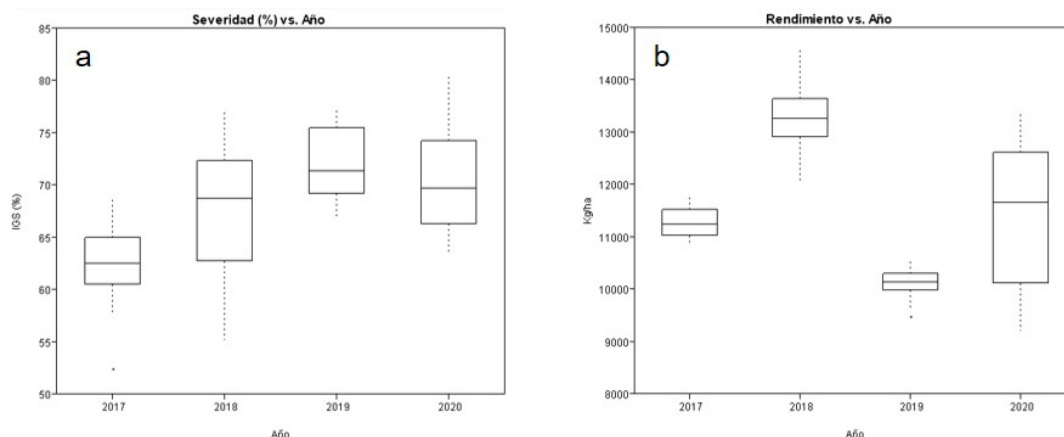 Severidad (%) vs. Año
a
85
80
75
70
65
60
55
50
IGS (%)
2017 2018 2019 2020
Año
Rendimiento vs. Año
b
15000
14000
13000
12000
11000
10000
9000
8000
Kg/ha
2017 2018 2019 2020
Año